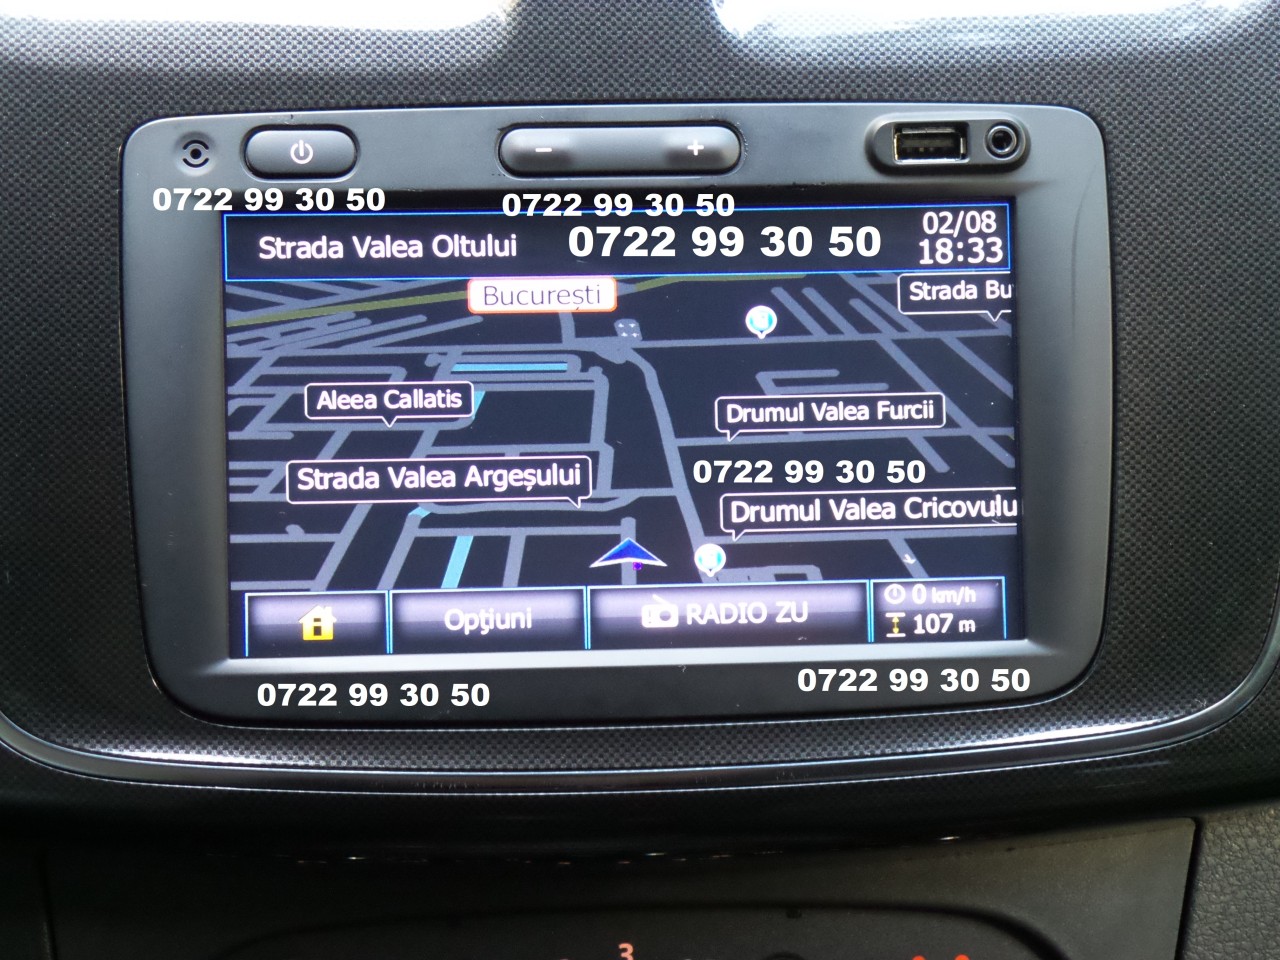 0722 99 30 50
0722 99 30 50
Strada Valea Oltului
0722 99 30 50
02/08
18:33
București
Strada Bu
Aleea Callatis
Drumul Valea Furcii
Strada Valea Argeșului
0722 99 30 50
Drumul Valea Cricovulu
Opţiuni
RADIO ZU
0 km/h
107 m
0722 99 30 50
0722 99 30 50
3